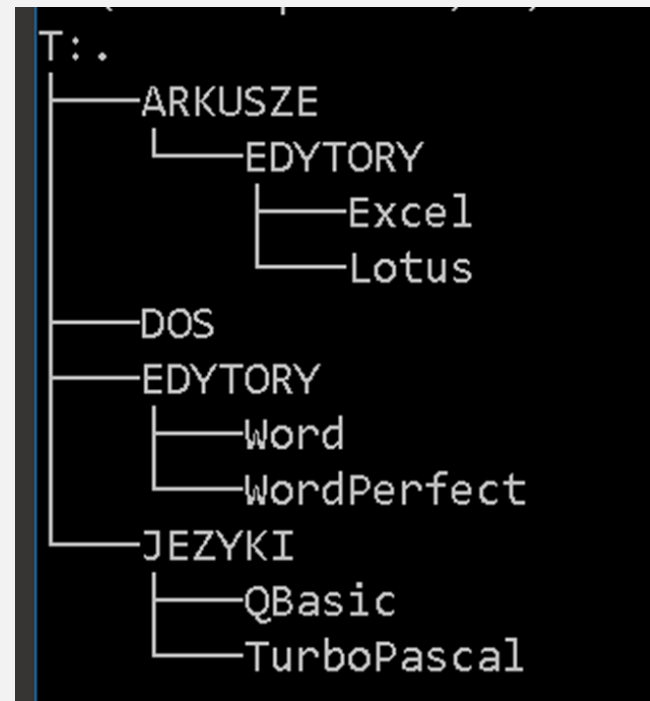 T:.
ARKUSZE
EDYTORY
Excel
Lotus
DOS
EDYTORY
Word
WordPerfect
JEZYKI
QBasic
TurboPascal